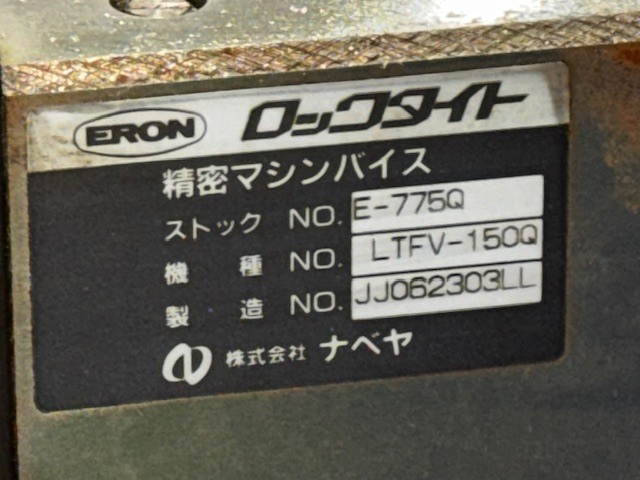 ERON ロックタイト
精密マシンバイス
ストック NO. E-775Q
機種 NO. LTFV-150Q
製造 NO. JJ062303LL
株式会社 ナベヤ